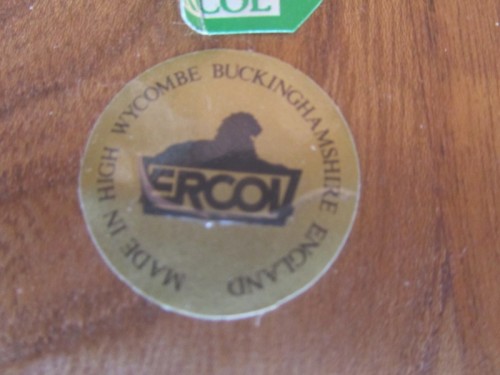 COL
MADE IN HIGH WYCOMBE BUCKINGHAMSHIRE ENGLAND
ERCOL